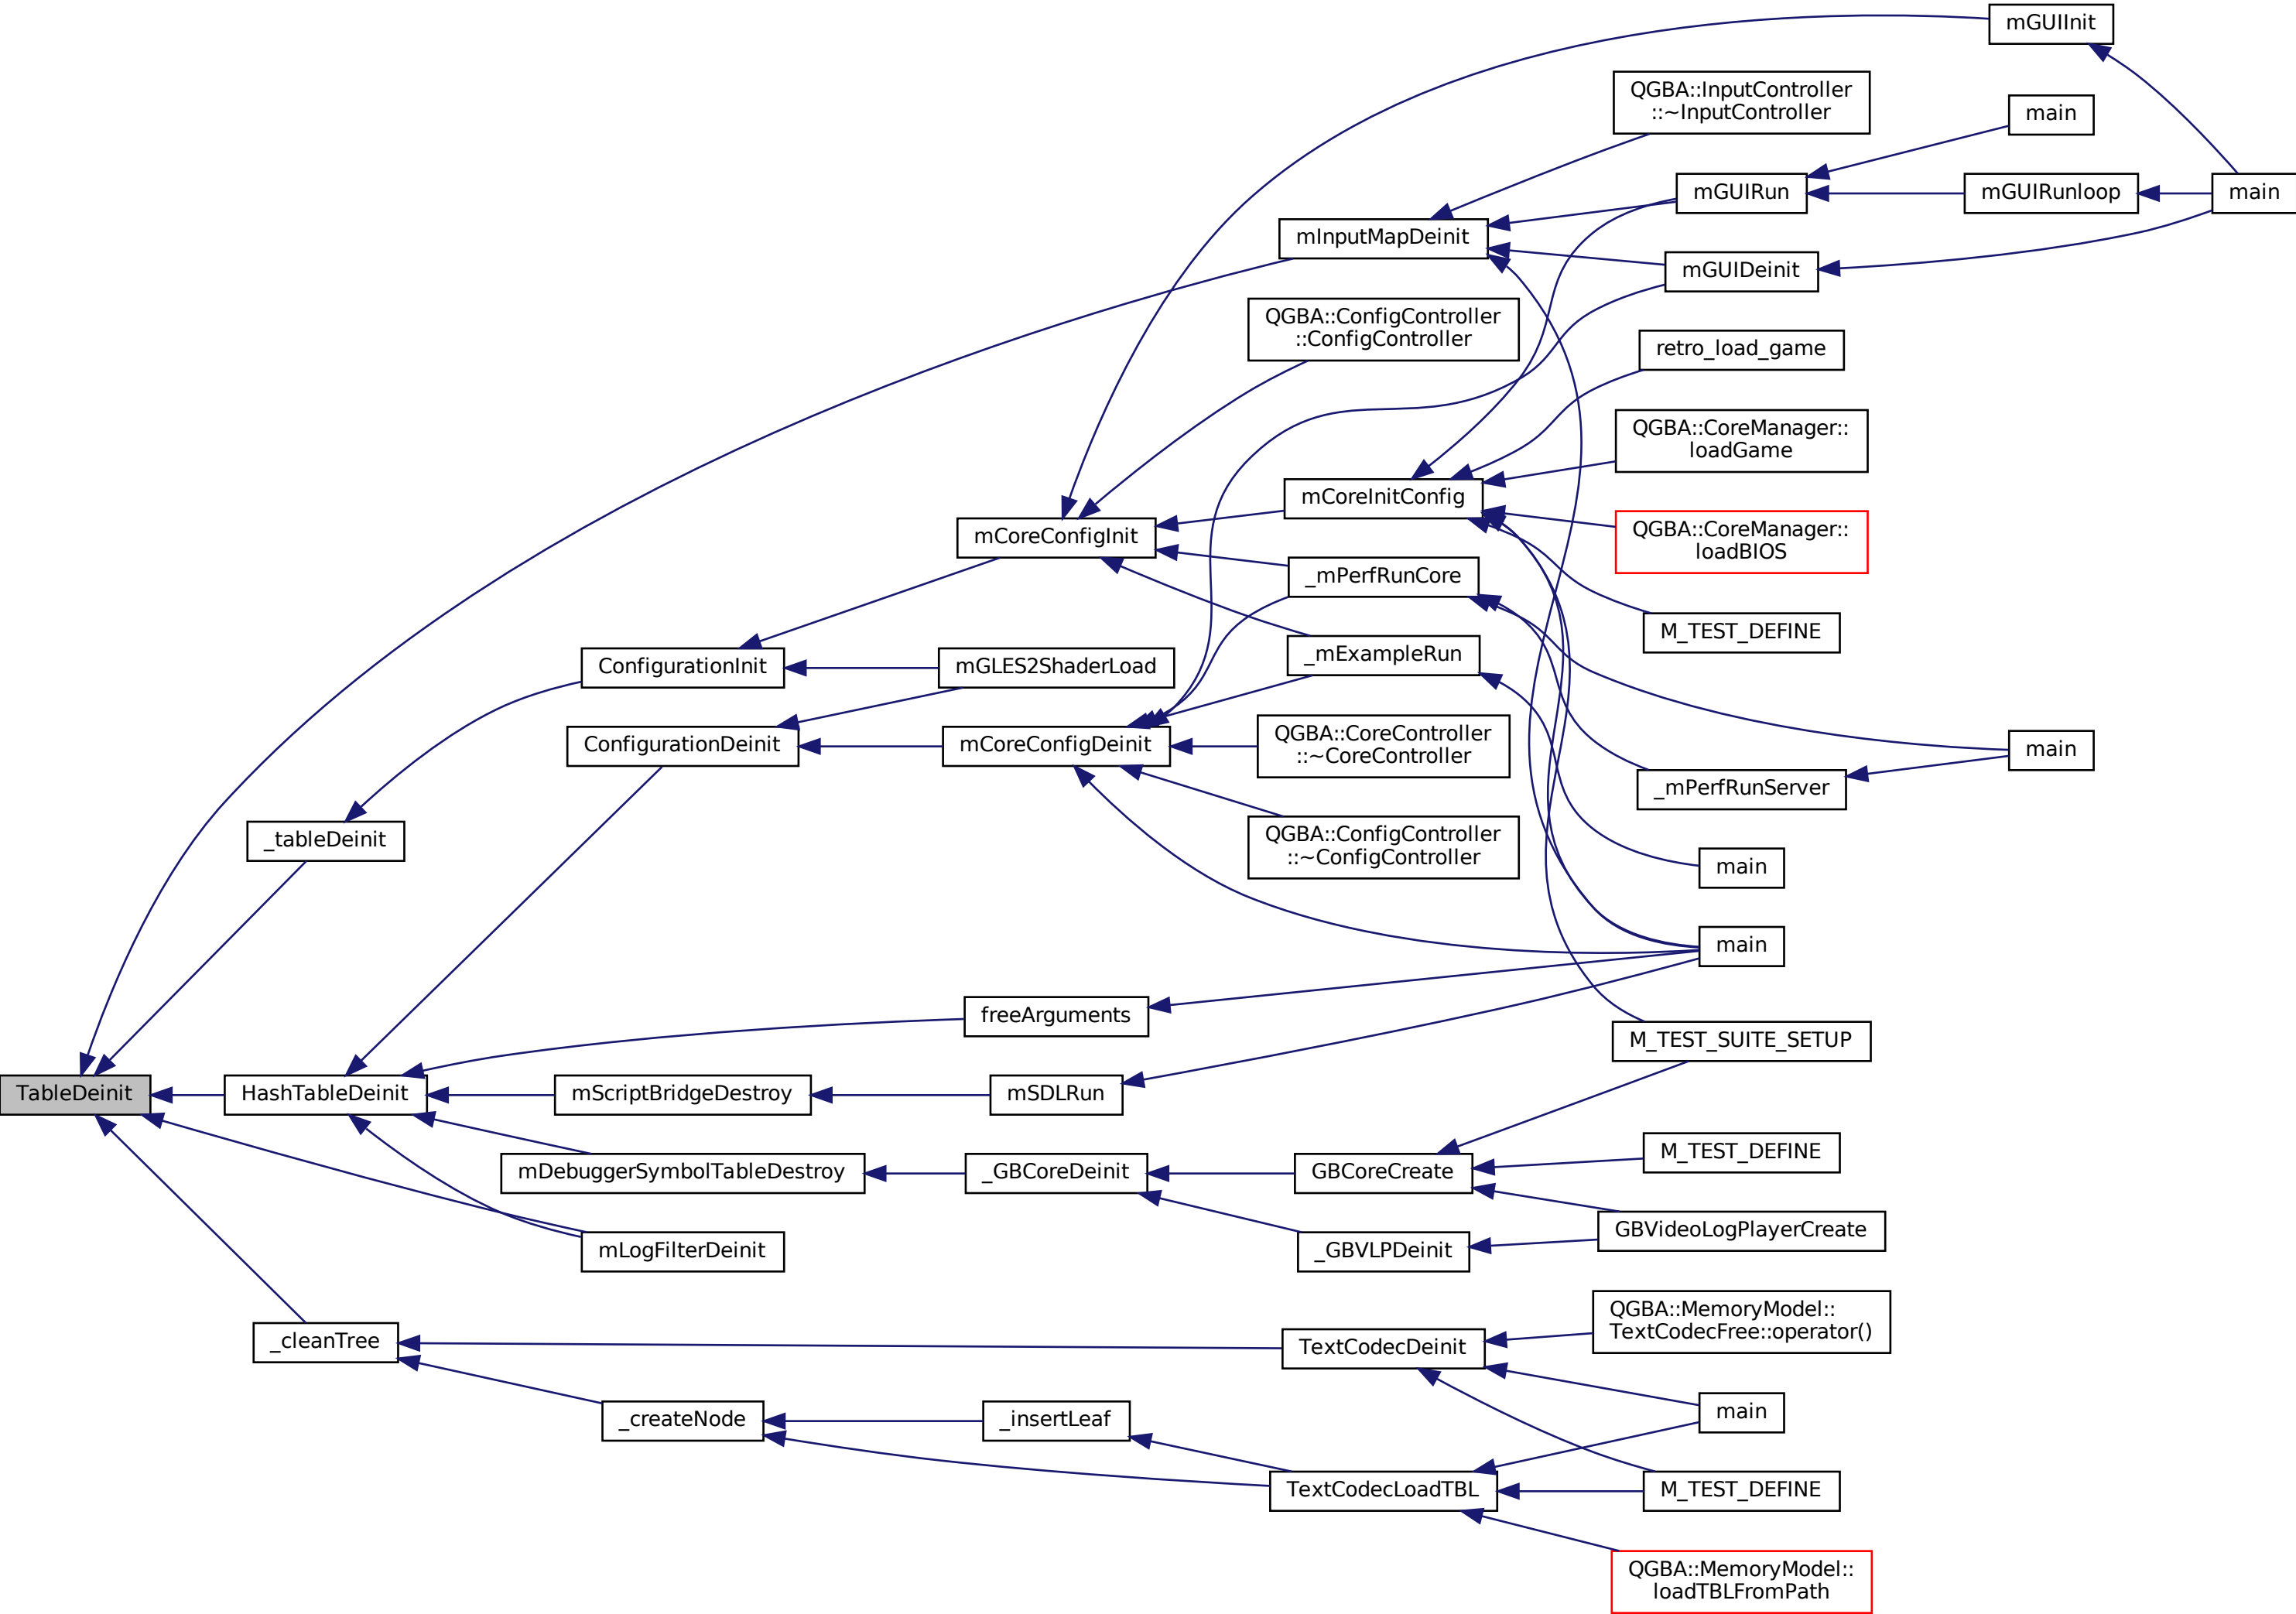 mGUIInit
QGBA::InputController
::~InputController
main
mGUIRun
mGUIRunloop
main
mInputMapDeinit
mGUIDeinit
QGBA::ConfigController
::ConfigController
retro_load_game
QGBA::CoreManager::
loadGame
mCoreInitConfig
mCoreConfigInit
QGBA::CoreManager::
loadBIOS
_mPerfRunCore
M_TEST_DEFINE
ConfigurationInit
mGLES2ShaderLoad
_mExampleRun
ConfigurationDeinit
mCoreConfigDeinit
QGBA::CoreController
::~CoreController
main
_mPerfRunServer
_tableDeinit
QGBA::ConfigController
::~ConfigController
main
main
freeArguments
M_TEST_SUITE_SETUP
TableDeinit
HashTableDeinit
mScriptBridgeDestroy
mSDLRun
M_TEST_DEFINE
mDebuggerSymbolTableDestroy
_GBCoreDeinit
GBCoreCreate
GBVideoLogPlayerCreate
mLogFilterDeinit
_GBVLPDeinit
QGBA::MemoryModel::
TextCodecFree::operator()
_cleanTree
TextCodecDeinit
main
_createNode
_insertLeaf
TextCodecLoadTBL
M_TEST_DEFINE
QGBA::MemoryModel::
loadTBLFromPath